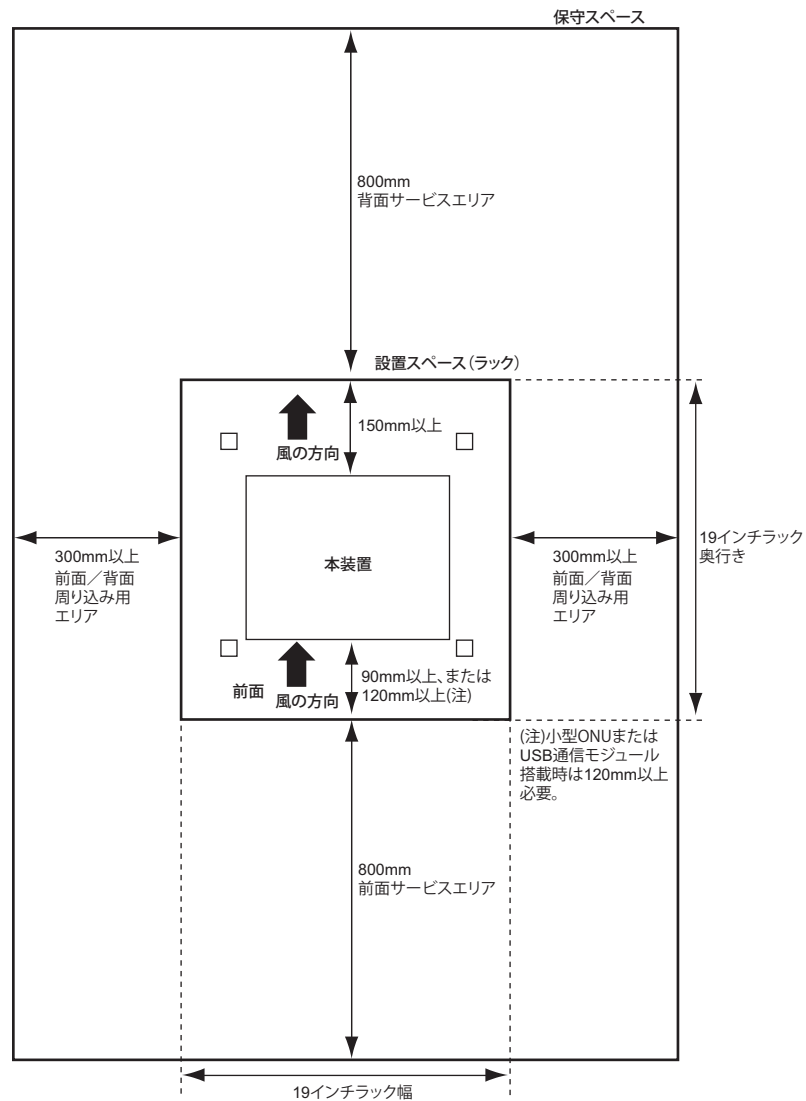 保守スペース
800mm
背面サービスエリア
設置スペース(ラック)
150mm以上
風の方向
300mm以上
前面／背面
周り込み用
エリア
本装置
300mm以上
前面／背面
周り込み用
エリア
19インチラック
奥行き
90mm以上、または
120mm以上(注)
前面
風の方向
(注)小型ONUまたは
USB通信モジュール
搭載時は120mm以上
必要。
800mm
前面サービスエリア
19インチラック幅